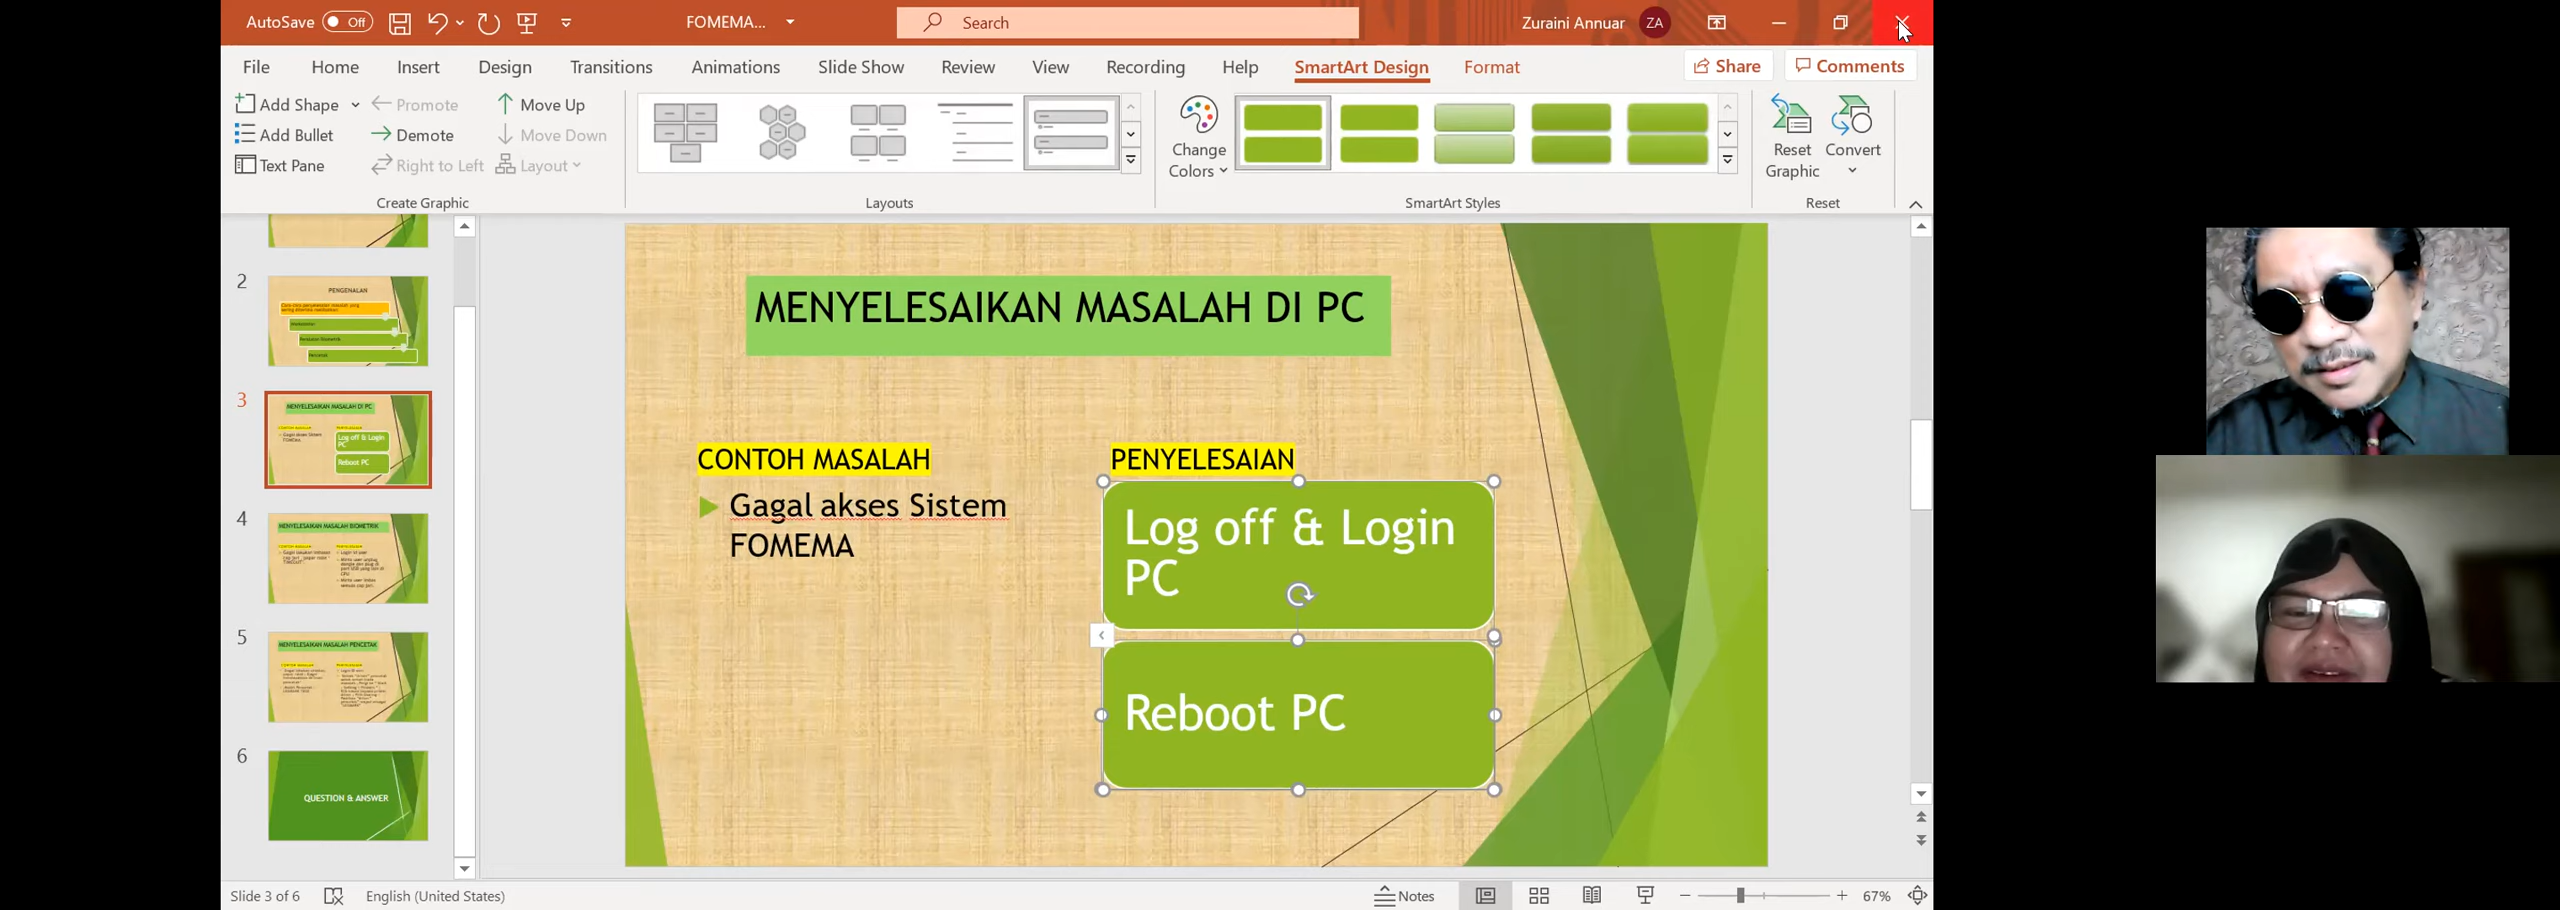 AutoSave Off FOMEMA... Search Zuraini Annuar ZA
File Home Insert Design Transitions Animations Slide Show Review View Recording Help SmartArt Design Format Share Comments
Add Shape Promote Move Up
Add Bullet Demote Move Down
Text Pane Right to Left Layout
Change Colors
Reset Graphic
Convert
Create Graphic Layouts SmartArt Styles Reset
2
PENGENALAN
3
MENYELESAIKAN MASALAH DI PC
Log off & Login
PC
Reboot PC
4
MENYELESAIKAN MASALAH BIOMETRIK
5
MENYELESAIKAN MASALAH PENCETAK
6
QUESTION & ANSWER
MENYELESAIKAN MASALAH DI PC
CONTOH MASALAH
Gagal akses Sistem
FOMEMA
PENYELESAIAN
Log off & Login
PC
Reboot PC
Slide 3 of 6 English (United States) Notes 67%